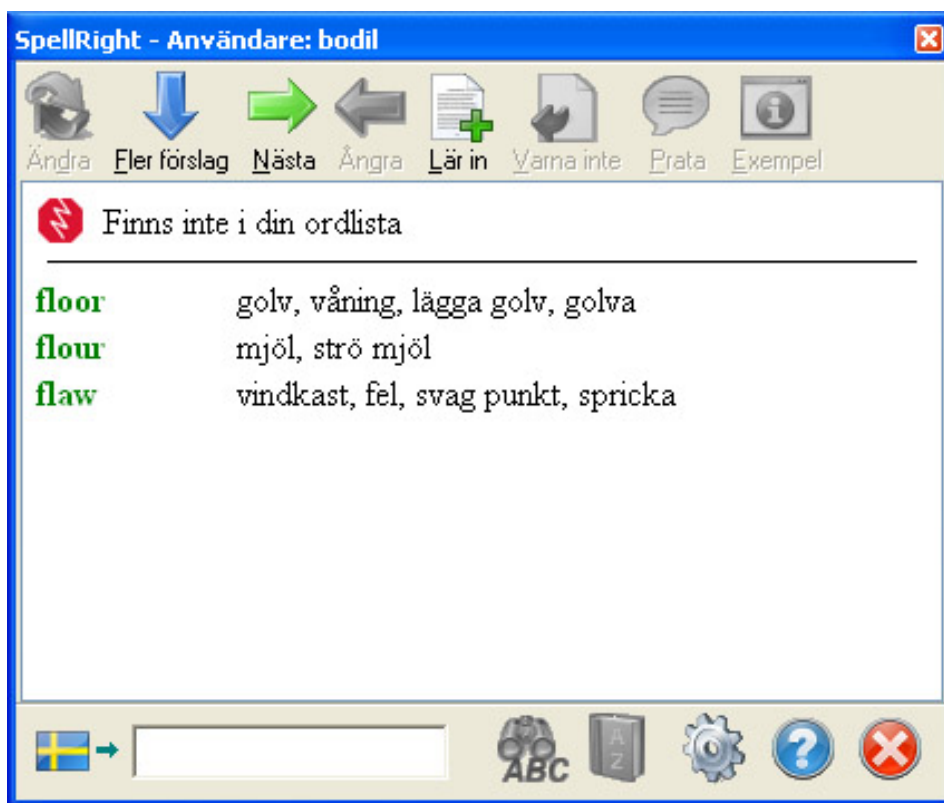 SpellRight - Användare: bodil
Ändra Fler förslag Nästa Ångra Lär in Varna inte Prata Exempel
Finns inte i din ordlista
floor golv, våning, lägga golv, golva
flour mjöl, strö mjöl
flaw vindkast, fel, svag punkt, spricka
ABC A Z